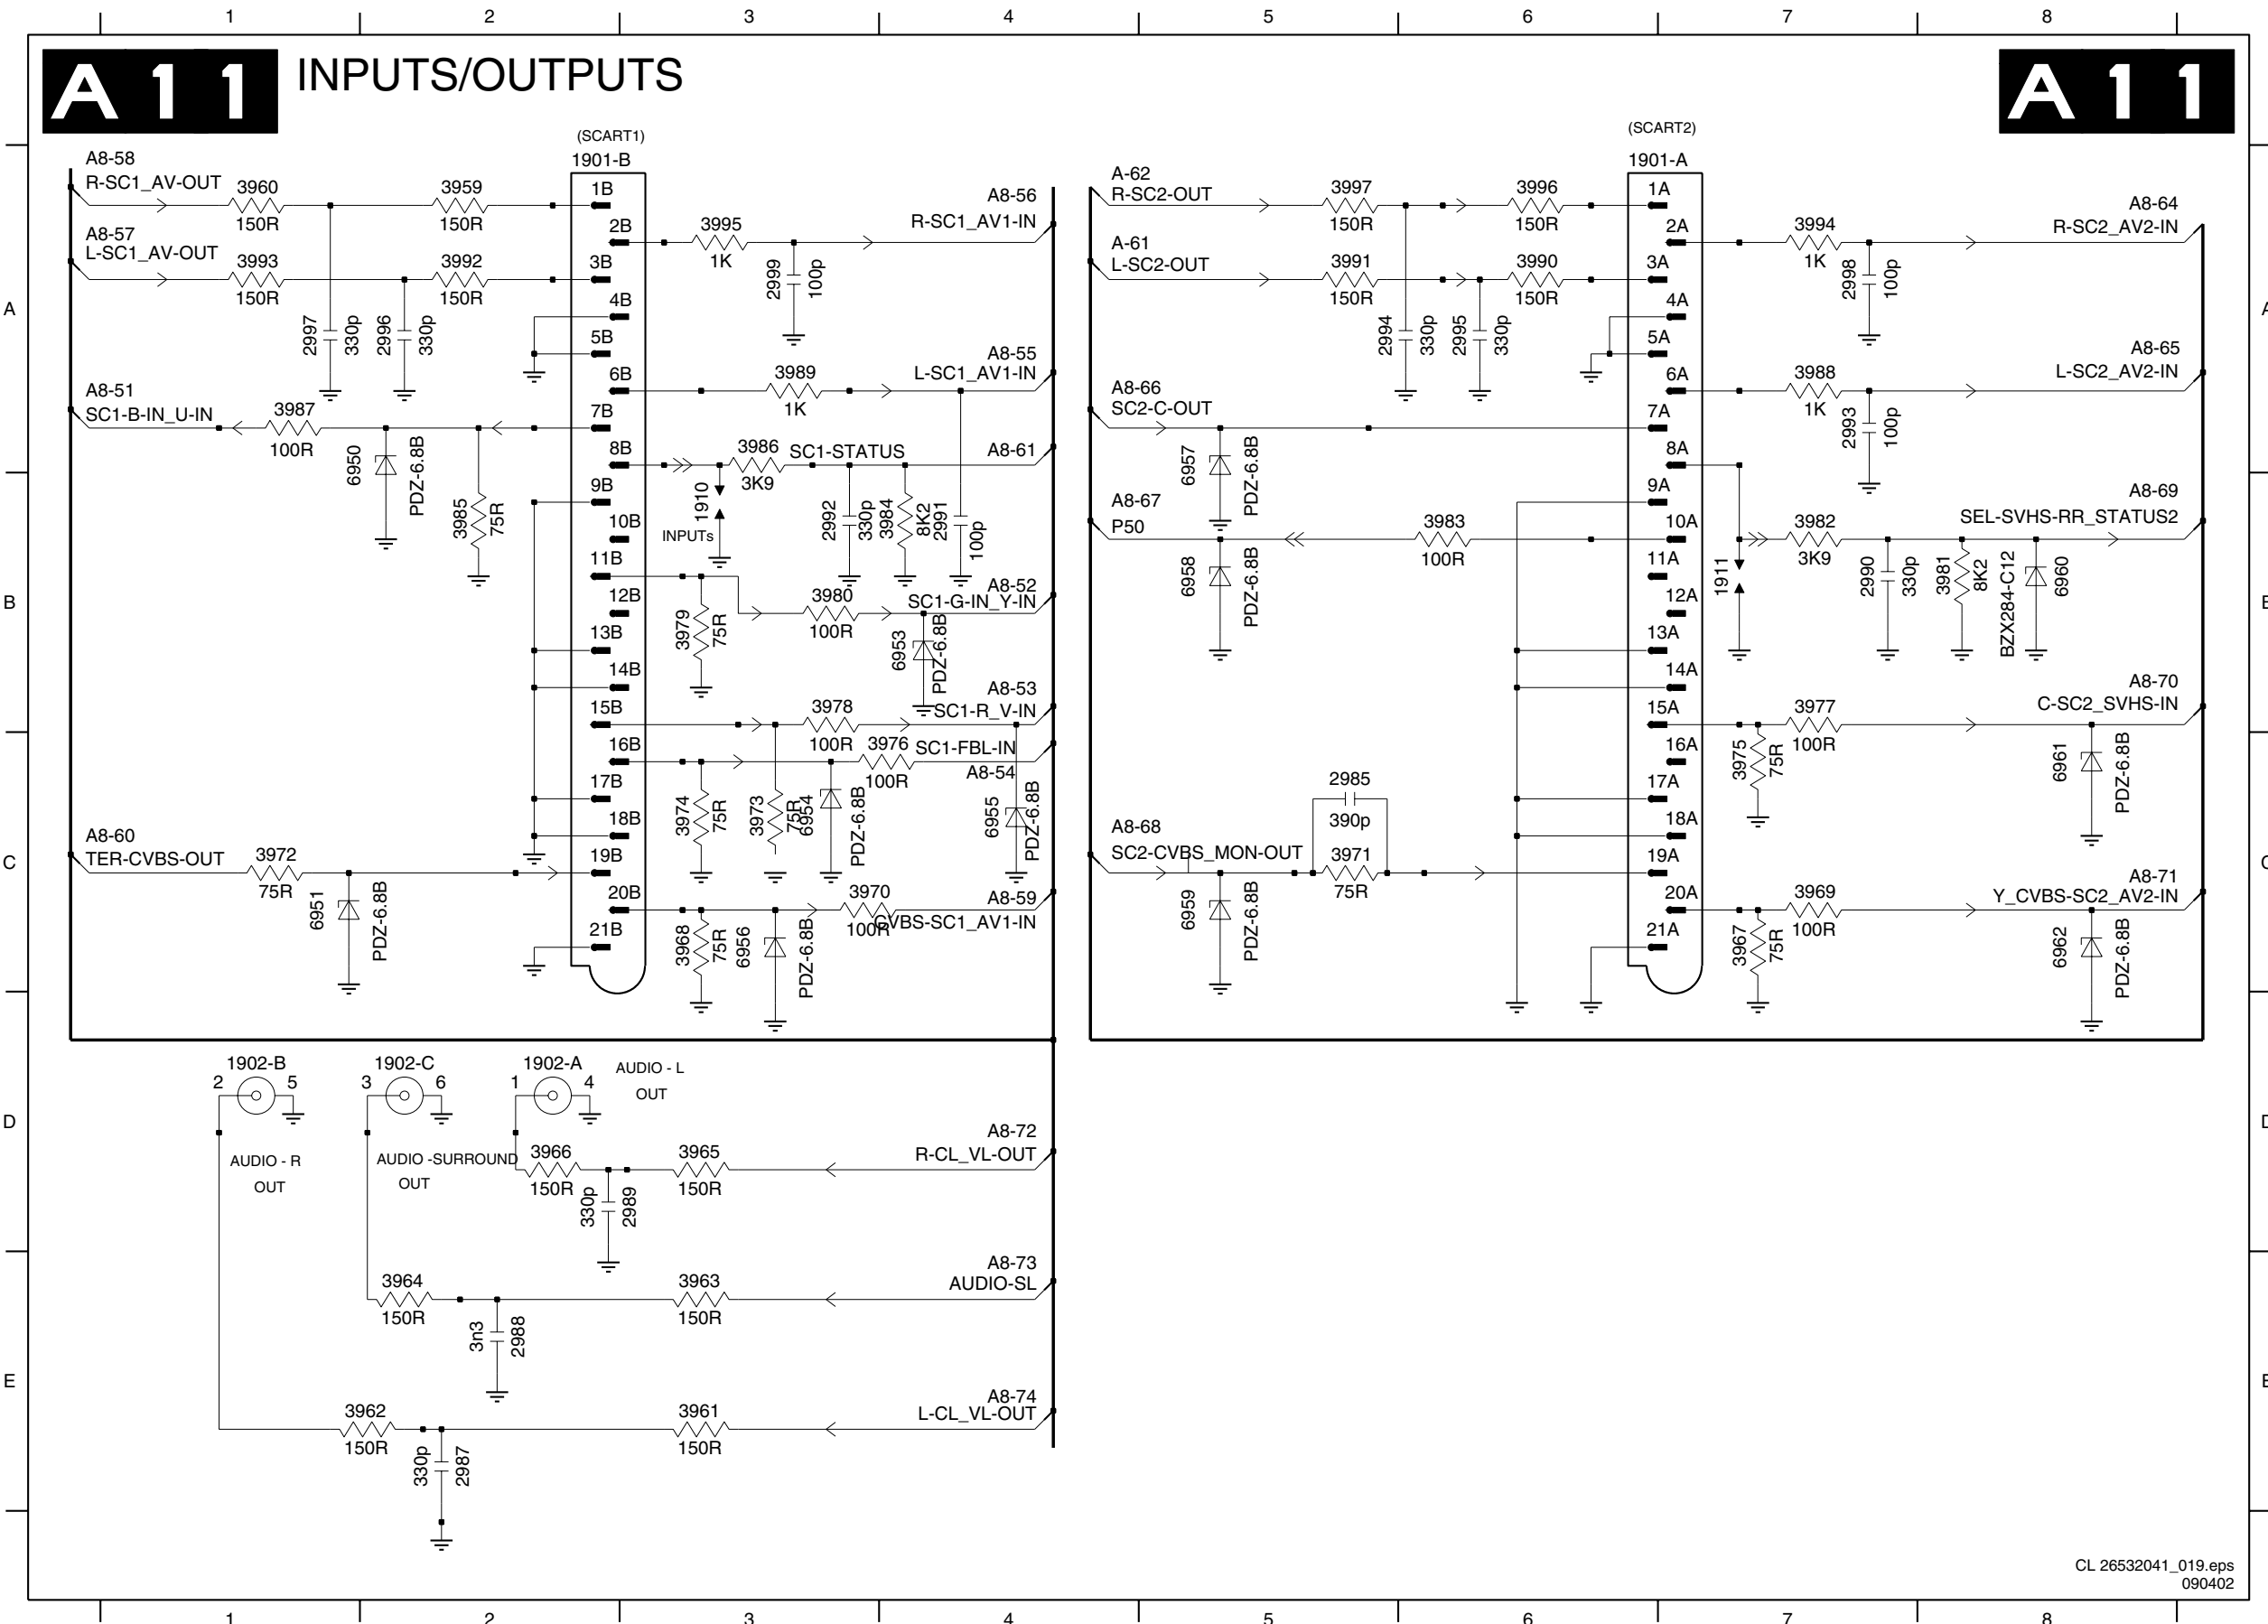 1 2 3 4 5 6 7 8
A11 INPUTS/OUTPUTS A11
(SCART1)
1901-B
A8-58
R-SC1_AV-OUT
3960
150R
3959
150R
A8-57
L-SC1_AV-OUT
3993
150R
3992
150R
2997
330p
2996
330p
A8-51
SC1-B-IN_U-IN
3987
100R
6950
PDZ-6.8B
3985
75R
A8-60
TER-CVBS-OUT
3972
75R
6951
PDZ-6.8B
1B
2B
3B
4B
5B
6B
7B
8B
9B
10B
11B
12B
13B
14B
15B
16B
17B
18B
19B
20B
21B
3995
1K
2999
100p
A8-56
R-SC1_AV1-IN
3989
1K
A8-55
L-SC1_AV1-IN
3986
3K9
SC1-STATUS
A8-61
1910
INPUTs
2992
330p
3984
8K2
2991
100p
3979
75R
3980
100R
A8-52
SC1-G-IN_Y-IN
6953
PDZ-6.8B
3978
100R
A8-53
SC1-R_V-IN
3976
100R
SC1-FBL-IN
A8-54
3974
75R
3973
75R
6954
PDZ-6.8B
6955
PDZ-6.8B
3970
100R
A8-59
CVBS-SC1_AV1-IN
3968
75R
6956
PDZ-6.8B
(SCART2)
1901-A
A-62
R-SC2-OUT
3997
150R
3996
150R
A-61
L-SC2-OUT
3991
150R
3990
150R
2994
330p
2995
330p
A8-66
SC2-C-OUT
6957
PDZ-6.8B
A8-67
P50
3983
100R
6958
PDZ-6.8B
2985
390p
A8-68
SC2-CVBS_MON-OUT
3971
75R
6959
PDZ-6.8B
1A
2A
3A
4A
5A
6A
7A
8A
9A
10A
11A
12A
13A
14A
15A
16A
17A
18A
19A
20A
21A
3994
1K
2998
100p
A8-64
R-SC2_AV2-IN
3988
1K
2993
100p
A8-65
L-SC2_AV2-IN
1911
3982
3K9
2990
330p
3981
8K2
BZX284-C12
6960
A8-69
SEL-SVHS-RR_STATUS2
3977
100R
3975
75R
A8-70
C-SC2_SVHS-IN
6961
PDZ-6.8B
3969
100R
3967
75R
A8-71
Y_CVBS-SC2_AV2-IN
6962
PDZ-6.8B
1902-B
2 5
AUDIO - R
OUT
1902-C
3 6
AUDIO -SURROUND
OUT
1902-A
1 4
AUDIO - L
OUT
3966
150R
330p
2989
3965
150R
A8-72
R-CL_VL-OUT
3964
150R
3n3
2988
3963
150R
A8-73
AUDIO-SL
3962
150R
330p
2987
3961
150R
A8-74
L-CL_VL-OUT
A
B
C
D
E
A
B
C
D
E
CL 26532041_019.eps
090402
1 2 3 4 5 6 7 8